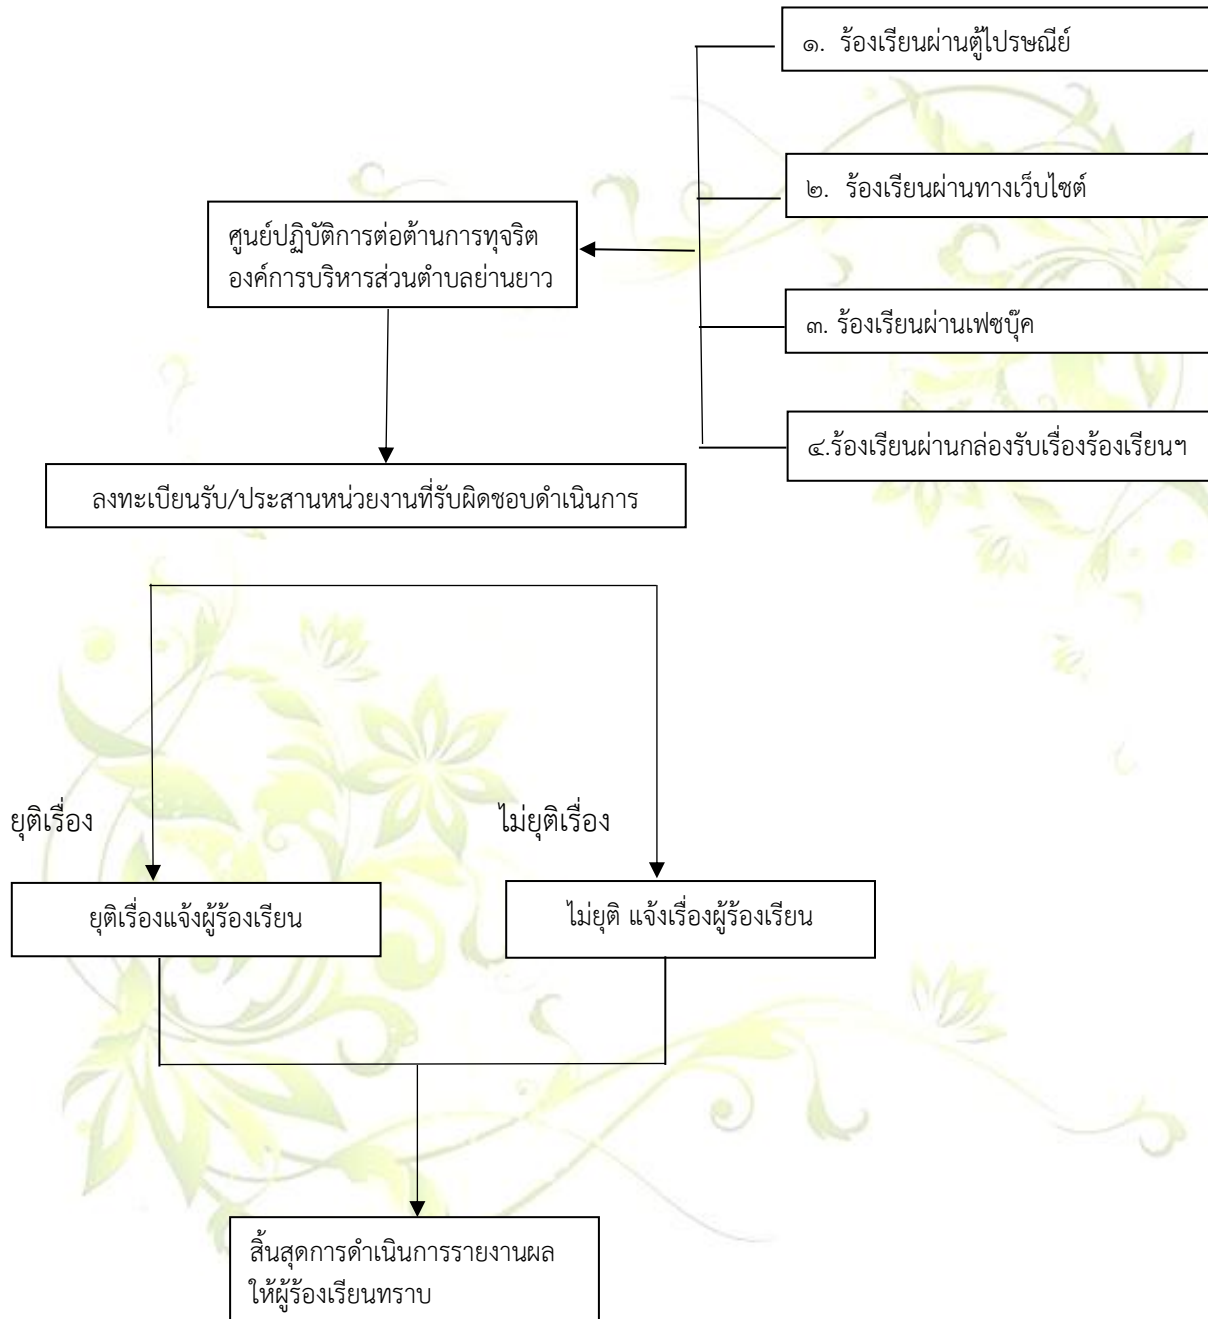 ๑. ร้องเรียนผ่านตู้ไปรษณีย์
๒. ร้องเรียนผ่านทางเว็บไซต์
ศูนย์ปฏิบัติการต่อต้านการทุจริต
องค์การบริหารส่วนตำบลย่านยาว
๓. ร้องเรียนผ่านเฟซบุ๊ค
๔.ร้องเรียนผ่านกล่องรับเรื่องร้องเรียนฯ
ลงทะเบียนรับ/ประสานหน่วยงานที่รับผิดชอบดำเนินการ
ยุติเรื่อง
ไม่ยุติเรื่อง
ยุติเรื่องแจ้งผู้ร้องเรียน
ไม่ยุติ แจ้งเรื่องผู้ร้องเรียน
สิ้นสุดการดำเนินการรายงานผล
ให้ผู้ร้องเรียนทราบ